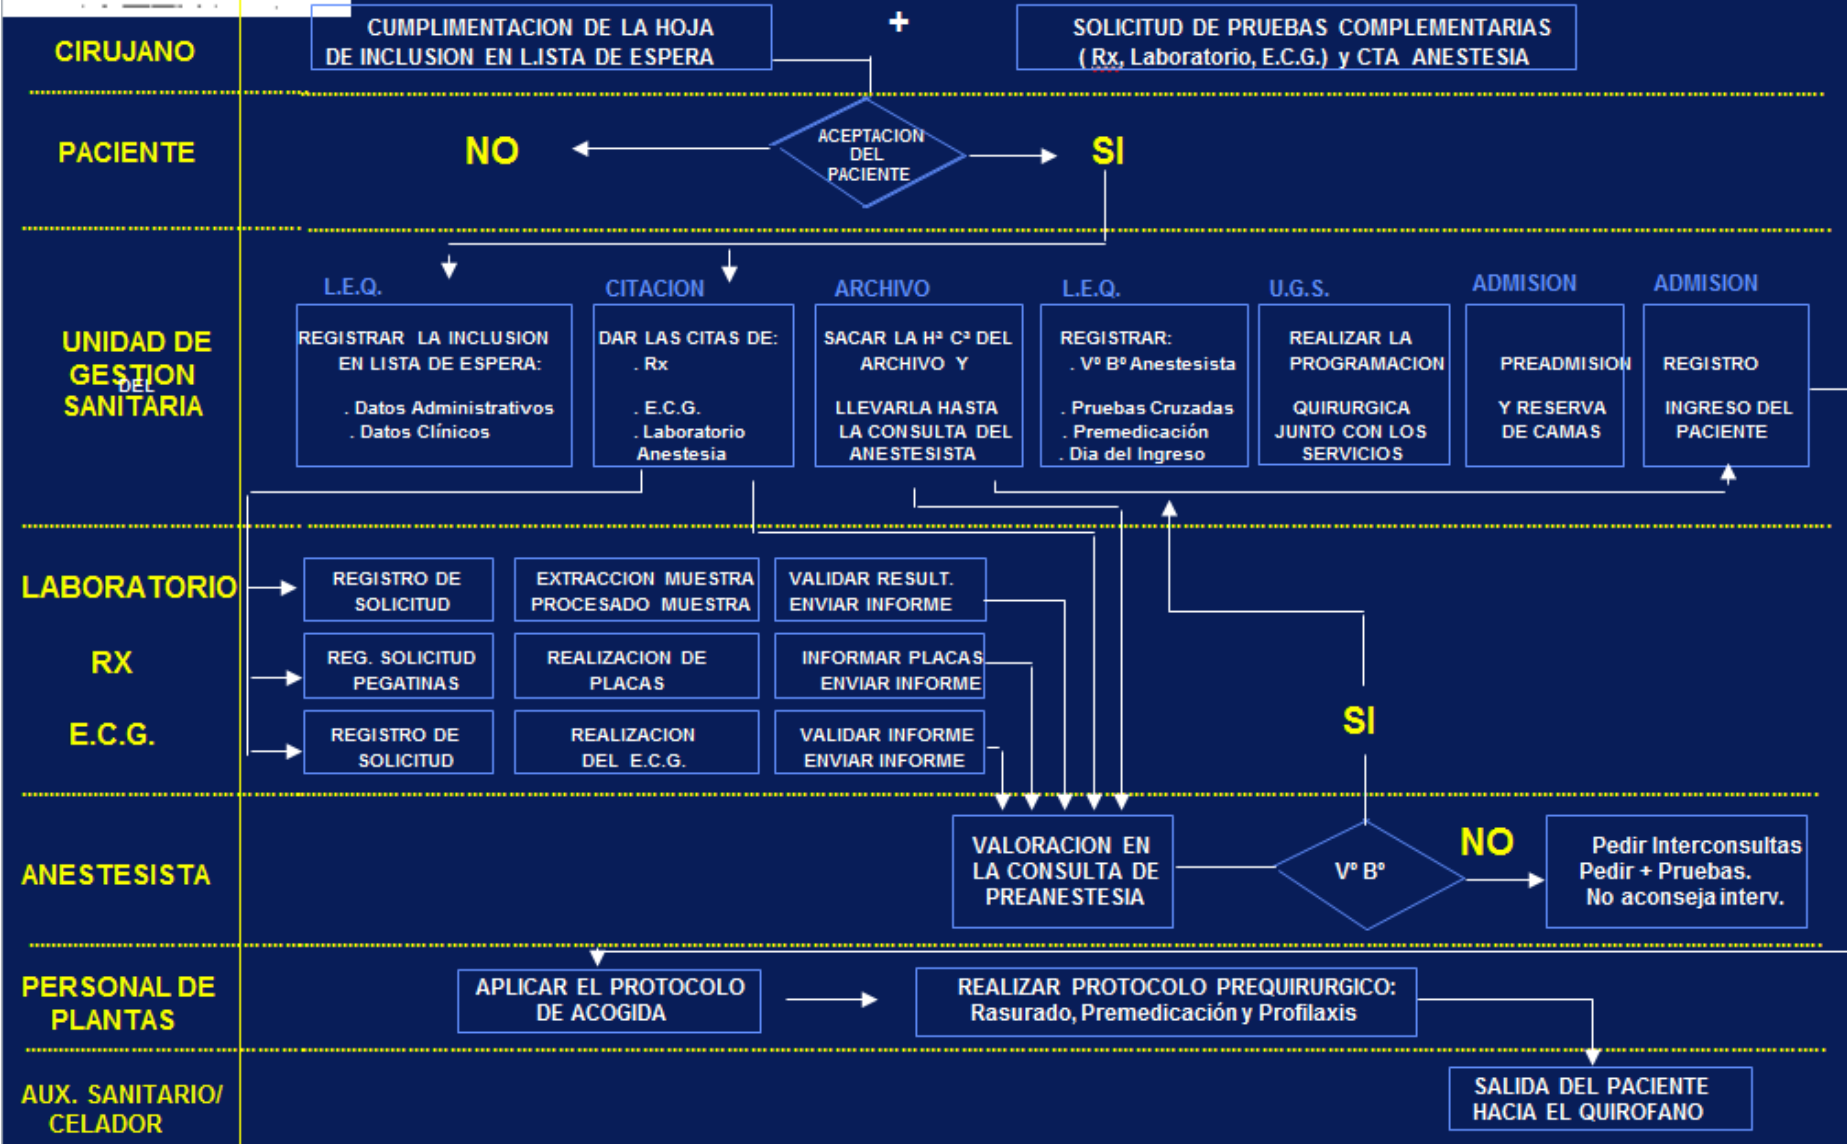 CIRUJANO
CUMPLIMENTACION DE LA HOJA
DE INCLUSION EN L.ISTA DE ESPERA
+
SOLICITUD DE PRUEBAS COMPLEMENTARIAS
( Rx, Laboratorio, E.C.G.) y CTA ANESTESIA
PACIENTE
NO
ACEPTACION
DEL
PACIENTE
SI
UNIDAD DE
GESTION
DEL
SANITARIA
L.E.Q.
REGISTRAR LA INCLUSION
EN LISTA DE ESPERA:
. Datos Administrativos
. Datos Clínicos
CITACION
DAR LAS CITAS DE:
. Rx
. E.C.G.
. Laboratorio
Anestesia
ARCHIVO
SACAR LA Hª Cª DEL
ARCHIVO Y
LLEVARLA HASTA
LA CONSULTA DEL
ANESTESISTA
L.E.Q.
REGISTRAR:
. Vº Bº Anestesista
. Pruebas Cruzadas
. Premedicación
. Dia del Ingreso
U.G.S.
REALIZAR LA
PROGRAMACION
QUIRURGICA
JUNTO CON LOS
SERVICIOS
ADMISION
PREADMISION
Y RESERVA
DE CAMAS
ADMISION
REGISTRO
INGRESO DEL
PACIENTE
LABORATORIO
REGISTRO DE
SOLICITUD
EXTRACCION MUESTRA
PROCESADO MUESTRA
VALIDAR RESULT.
ENVIAR INFORME
RX
REG. SOLICITUD
PEGATINAS
REALIZACION DE
PLACAS
INFORMAR PLACAS
ENVIAR INFORME
E.C.G.
REGISTRO DE
SOLICITUD
REALIZACION
DEL E.C.G.
VALIDAR INFORME
ENVIAR INFORME
SI
ANESTESISTA
VALORACION EN
LA CONSULTA DE
PREANESTESIA
Vº Bº
NO
Pedir Interconsultas
Pedir + Pruebas.
No aconseja interv.
PERSONAL DE
PLANTAS
APLICAR EL PROTOCOLO
DE ACOGIDA
REALIZAR PROTOCOLO PREQUIRURGICO:
Rasurado, Premedicación y Profilaxis
AUX. SANITARIO/
CELADOR
SALIDA DEL PACIENTE
HACIA EL QUIROFANO